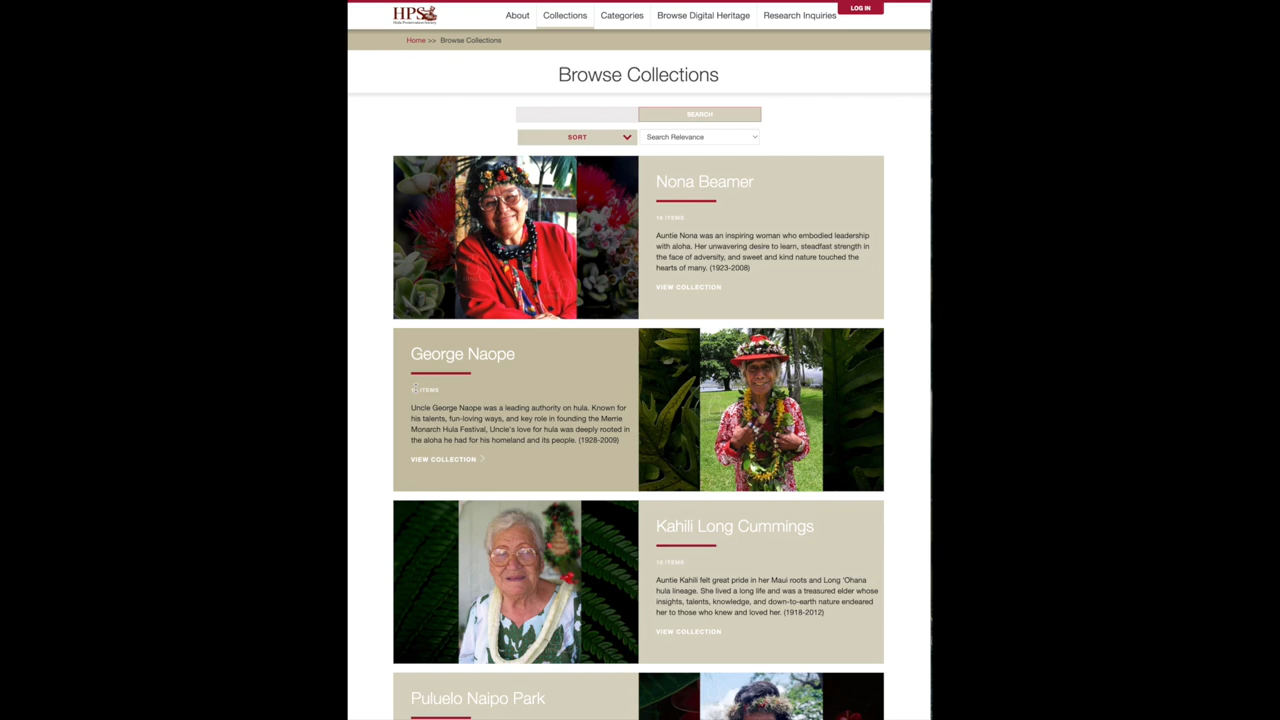 HPS
Hula Preservation Society
About
Collections
Categories
Browse Digital Heritage
Research Inquiries
LOG IN
Home >> Browse Collections
Browse Collections
SEARCH
SORT
Search Relevance
Nona Beamer
ITEMS
Auntie Nona was an inspiring woman who embodied leadership
with aloha. Her unwavering desire to learn, steadfast strength in
the face of adversity, and sweet and kind nature touched the
hearts of many. (1923-2008)
VIEW COLLECTION
George Naope
ITEMS
Uncle George Naope was a leading authority on hula. Known for
his talents, fun-loving ways, and key role in founding the Merrie
Monarch Hula Festival, Uncle's love for hula was deeply rooted in
the aloha he had for his homeland and its people. (1928-2009)
VIEW COLLECTION
Kahili Long Cummings
ITEMS
Auntie Kahili felt great pride in her Maui roots and Long 'Ohana
hula lineage. She lived a long life and was a treasured elder whose
insights, talents, knowledge, and down-to-earth nature endeared
her to those who knew and loved her. (1918-2012)
VIEW COLLECTION
Puluelo Naipo Park